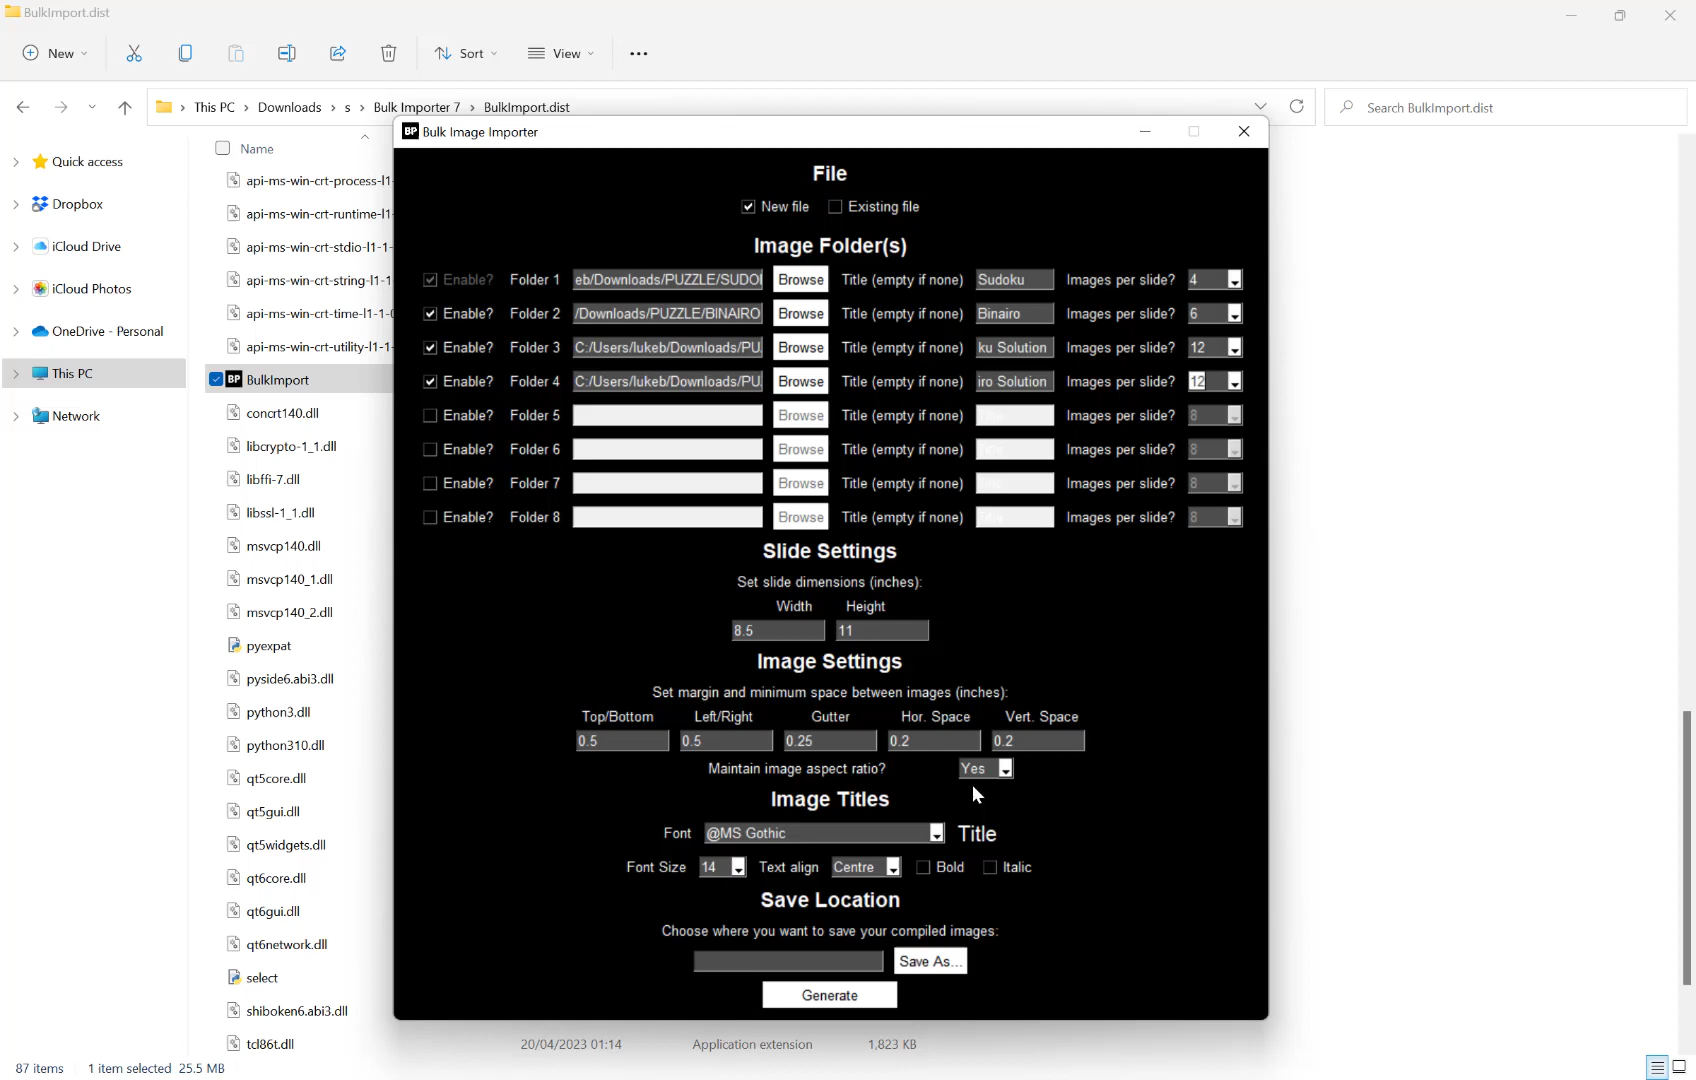 BulkImport.dist
New
Sort
View
This PC > Downloads > s > Bulk Importer 7 > BulkImport.dist
Search BulkImport.dist
BP Bulk Image Importer
Name
Quick access
Dropbox
iCloud Drive
iCloud Photos
OneDrive - Personal
This PC
Network
api-ms-win-crt-process-l1-
api-ms-win-crt-runtime-l1-
api-ms-win-crt-stdio-l1-1-
api-ms-win-crt-string-l1-1
api-ms-win-crt-time-l1-1-0
api-ms-win-crt-utility-l1-1-
BP BulkImport
concrt140.dll
libcrypto-1_1.dll
libffi-7.dll
libssl-1_1.dll
msvcp140.dll
msvcp140_1.dll
msvcp140_2.dll
pyexpat
pyside6.abi3.dll
python3.dll
python310.dll
qt5core.dll
qt5gui.dll
qt5widgets.dll
qt6core.dll
qt6gui.dll
qt6network.dll
select
shiboken6.abi3.dll
tcl86t.dll
File
New file Existing file
Image Folder(s)
Enable? Folder 1 eb/Downloads/PUZZLE/SUDO Browse Title (empty if none) Sudoku Images per slide? 4
Enable? Folder 2 /Downloads/PUZZLE/BINAIRO Browse Title (empty if none) Binairo Images per slide? 6
Enable? Folder 3 C:/Users/lukeb/Downloads/PU. Browse Title (empty if none) ku Solution Images per slide? 12
Enable? Folder 4 C:/Users/lukeb/Downloads/PU. Browse Title (empty if none) iro Solution Images per slide? 12
Enable? Folder 5 Browse Title (empty if none) Images per slide? 8
Enable? Folder 6 Browse Title (empty if none) Images per slide? 8
Enable? Folder 7 Browse Title (empty if none) Images per slide? 8
Enable? Folder 8 Browse Title (empty if none) Images per slide? 8
Slide Settings
Set slide dimensions (inches):
Width Height
8.5 11
Image Settings
Set margin and minimum space between images (inches):
Top/Bottom Left/Right Gutter Hor. Space Vert. Space
0.5 0.5 0.25 0.2 0.2
Maintain image aspect ratio? Yes
Image Titles
Font @MS Gothic Title
Font Size 14 Text align Centre Bold Italic
Save Location
Choose where you want to save your compiled images:
Save As...
Generate
20/04/2023 01:14 Application extension 1,823 KB
87 items 1 item selected 25.5 MB